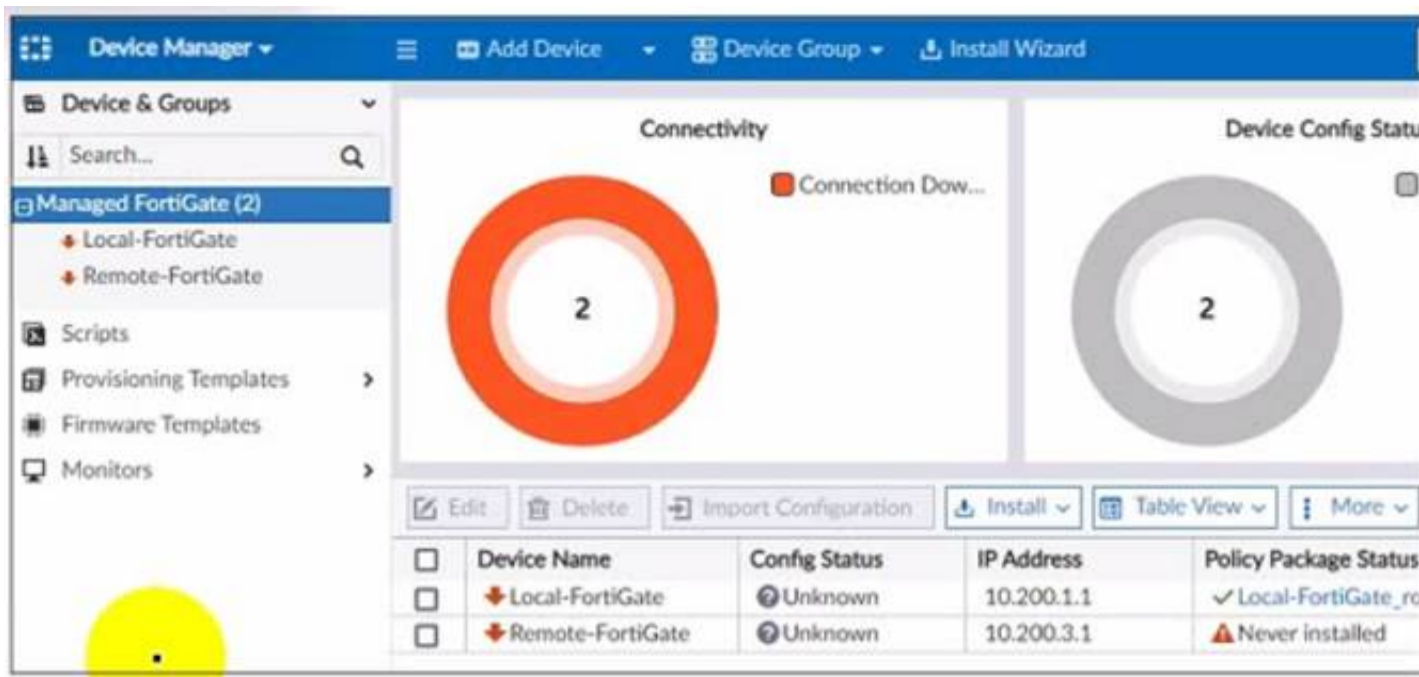 Device Manager
Add Device
Device Group
Install Wizard
Device & Groups
Search...
Managed FortiGate (2)
Local-FortiGate
Remote-FortiGate
Scripts
Provisioning Templates
Firmware Templates
Monitors
Connectivity
Connection Dow...
2
Device Config Statu
2
Edit Delete Import Configuration Install Table View More
Device Name Config Status IP Address Policy Package Status
Local-FortiGate Unknown 10.200.1.1 Local-FortiGate_ro
Remote-FortiGate Unknown 10.200.3.1 Never installed